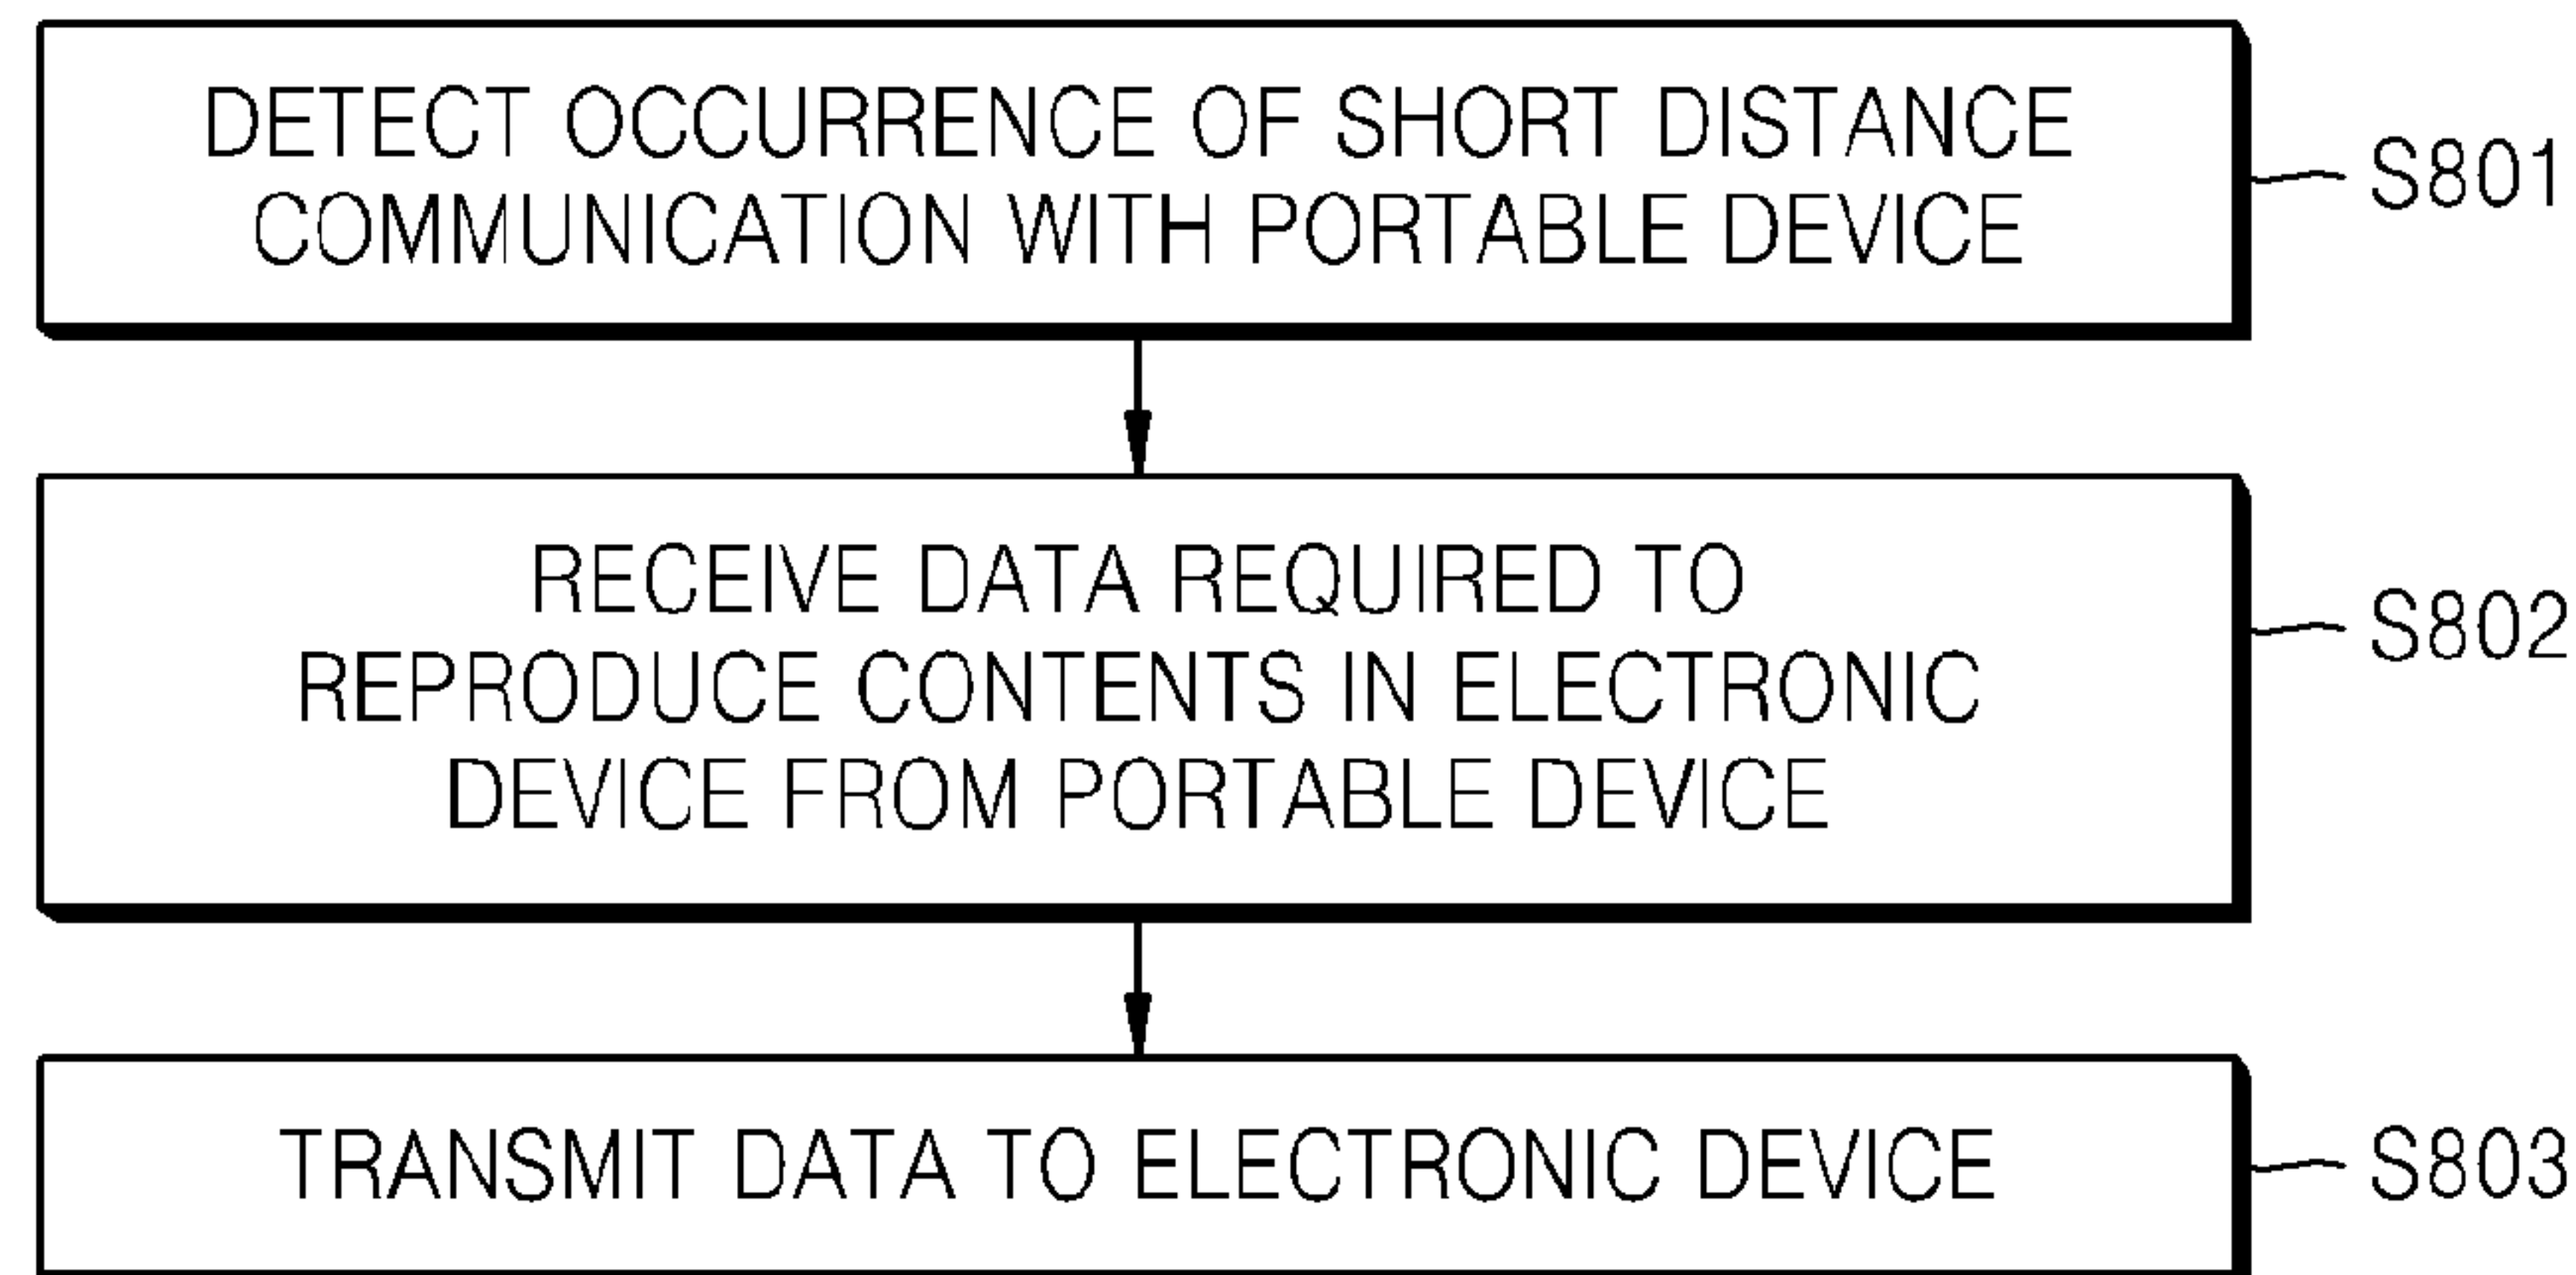 DETECT OCCURRENCE OF SHORT DISTANCE
COMMUNICATION WITH PORTABLE DEVICE
S801
RECEIVE DATA REQUIRED TO
REPRODUCE CONTENTS IN ELECTRONIC
DEVICE FROM PORTABLE DEVICE
S802
TRANSMIT DATA TO ELECTRONIC DEVICE
S803